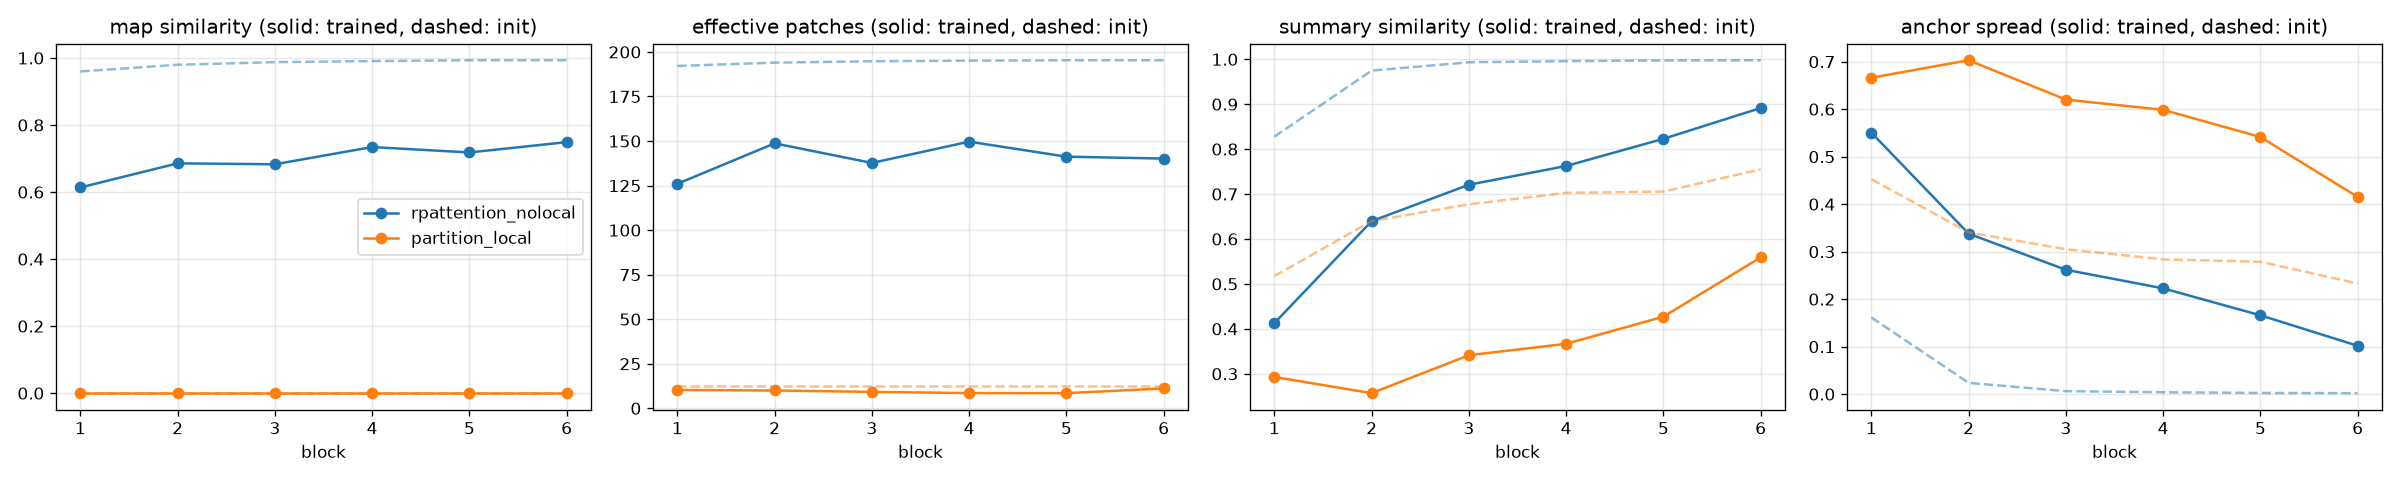 map similarity (solid: trained, dashed: init)
1.0
0.8
0.6
0.4
0.2
0.0
rpattention_nolocal
partition_local
1 2 3 4 5 6
block
effective patches (solid: trained, dashed: init)
200
175
150
125
100
75
50
25
0
1 2 3 4 5 6
block
summary similarity (solid: trained, dashed: init)
1.0
0.9
0.8
0.7
0.6
0.5
0.4
0.3
1 2 3 4 5 6
block
anchor spread (solid: trained, dashed: init)
0.7
0.6
0.5
0.4
0.3
0.2
0.1
0.0
1 2 3 4 5 6
block